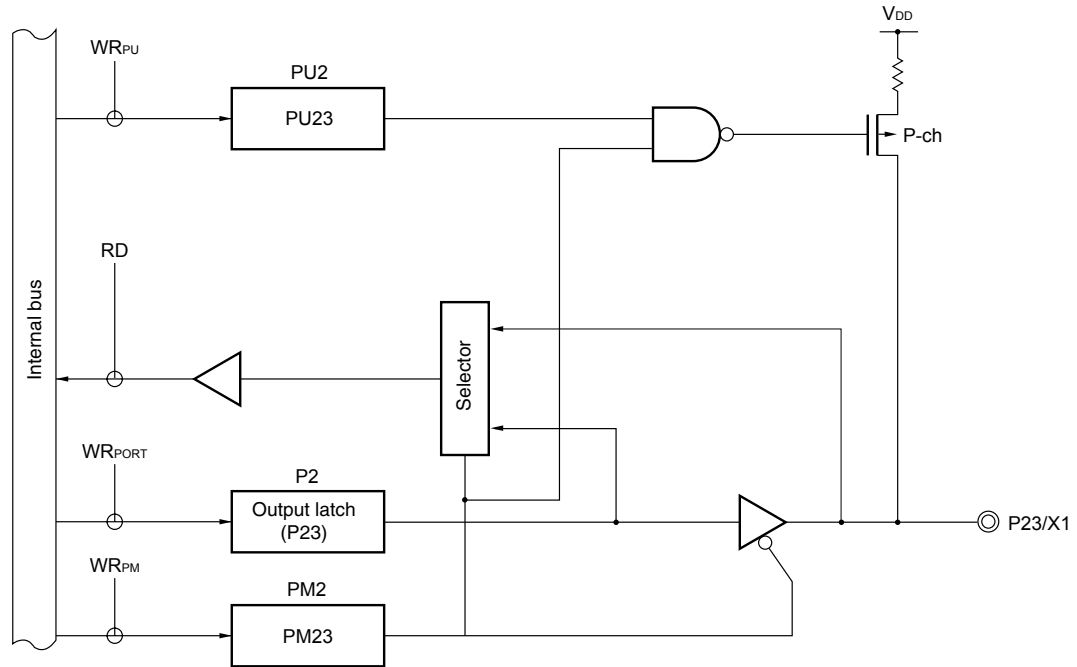 VDD
WRPU
PU2
PU23
P-ch
RD
Internal bus
Selector
WRPORT
P2
Output latch
(P23)
P23/X1
WRPM
PM2
PM23